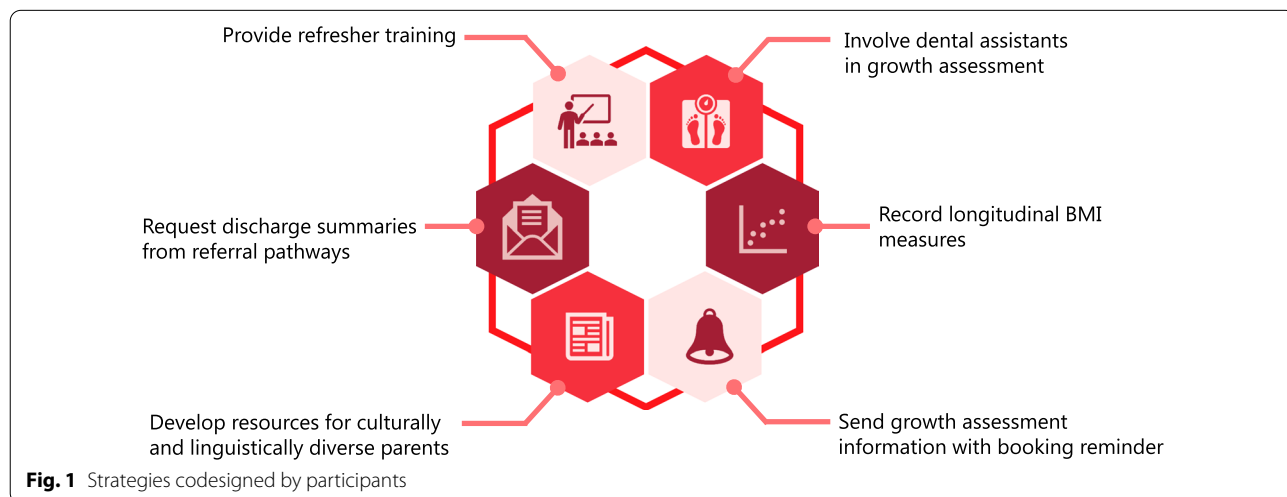 Provide refresher training
Involve dental assistants
in growth assessment
Request discharge summaries
from referral pathways
Record longitudinal BMI
measures
Develop resources for culturally
and linguistically diverse parents
Send growth assessment
information with booking reminder
Fig. 1 Strategies codesigned by participants